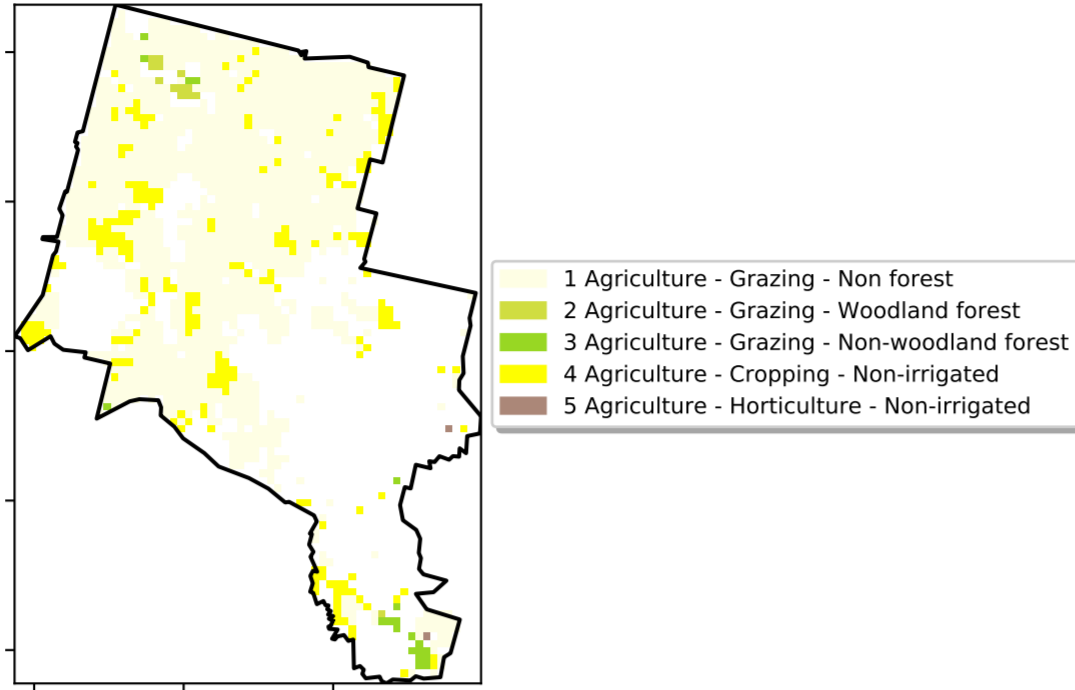 1 Agriculture - Grazing - Non forest
2 Agriculture - Grazing - Woodland forest
3 Agriculture - Grazing - Non-woodland forest
4 Agriculture - Cropping - Non-irrigated
5 Agriculture - Horticulture - Non-irrigated